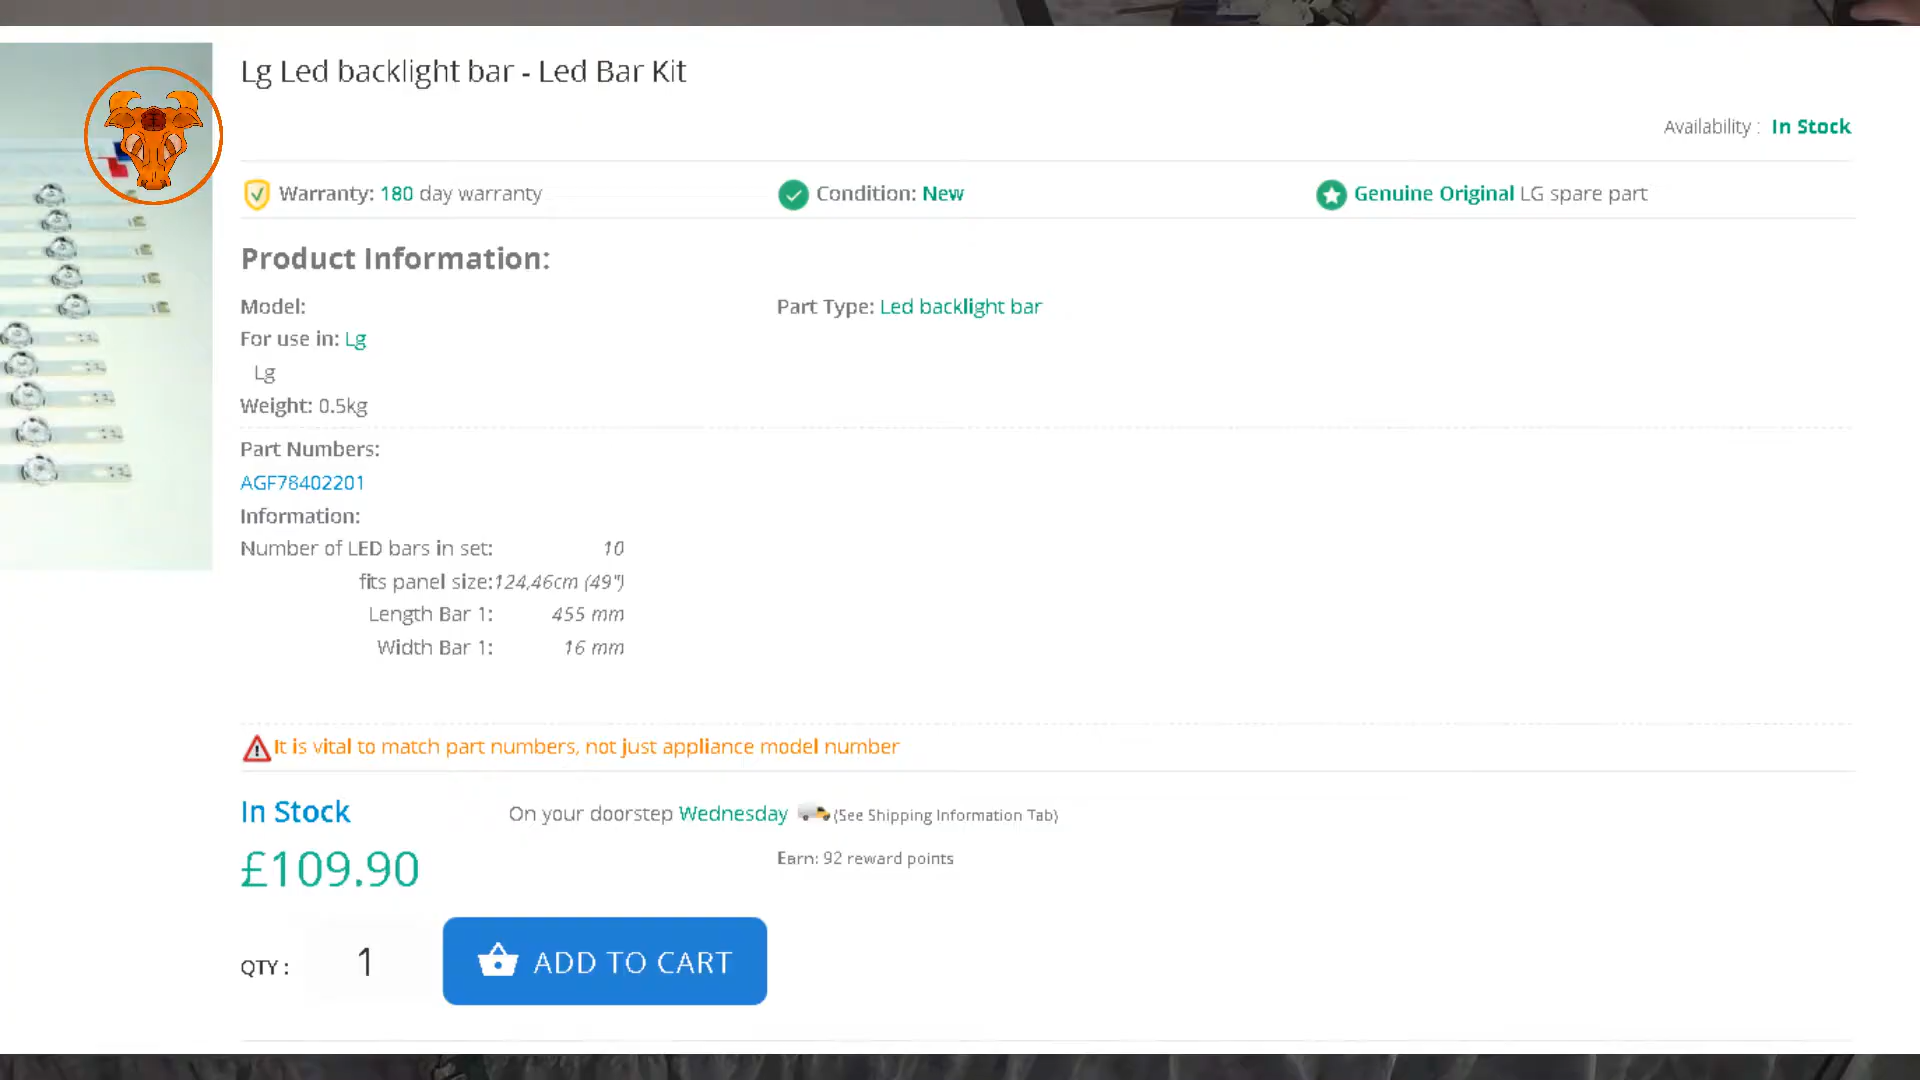 Lg Led backlight bar - Led Bar Kit
Availability : In Stock
Warranty: 180 day warranty
Condition: New
Genuine Original LG spare part
Product Information:
Model:
Part Type: Led backlight bar
For use in: Lg
Lg
Weight: 0.5kg
Part Numbers:
AGF78402201
Information:
Number of LED bars in set: 10
fits panel size: 124,46cm (49")
Length Bar 1: 455 mm
Width Bar 1: 16 mm
It is vital to match part numbers, not just appliance model number
In Stock
On your doorstep Wednesday (See Shipping Information Tab)
£109.90
Earn: 92 reward points
QTY : 1
ADD TO CART